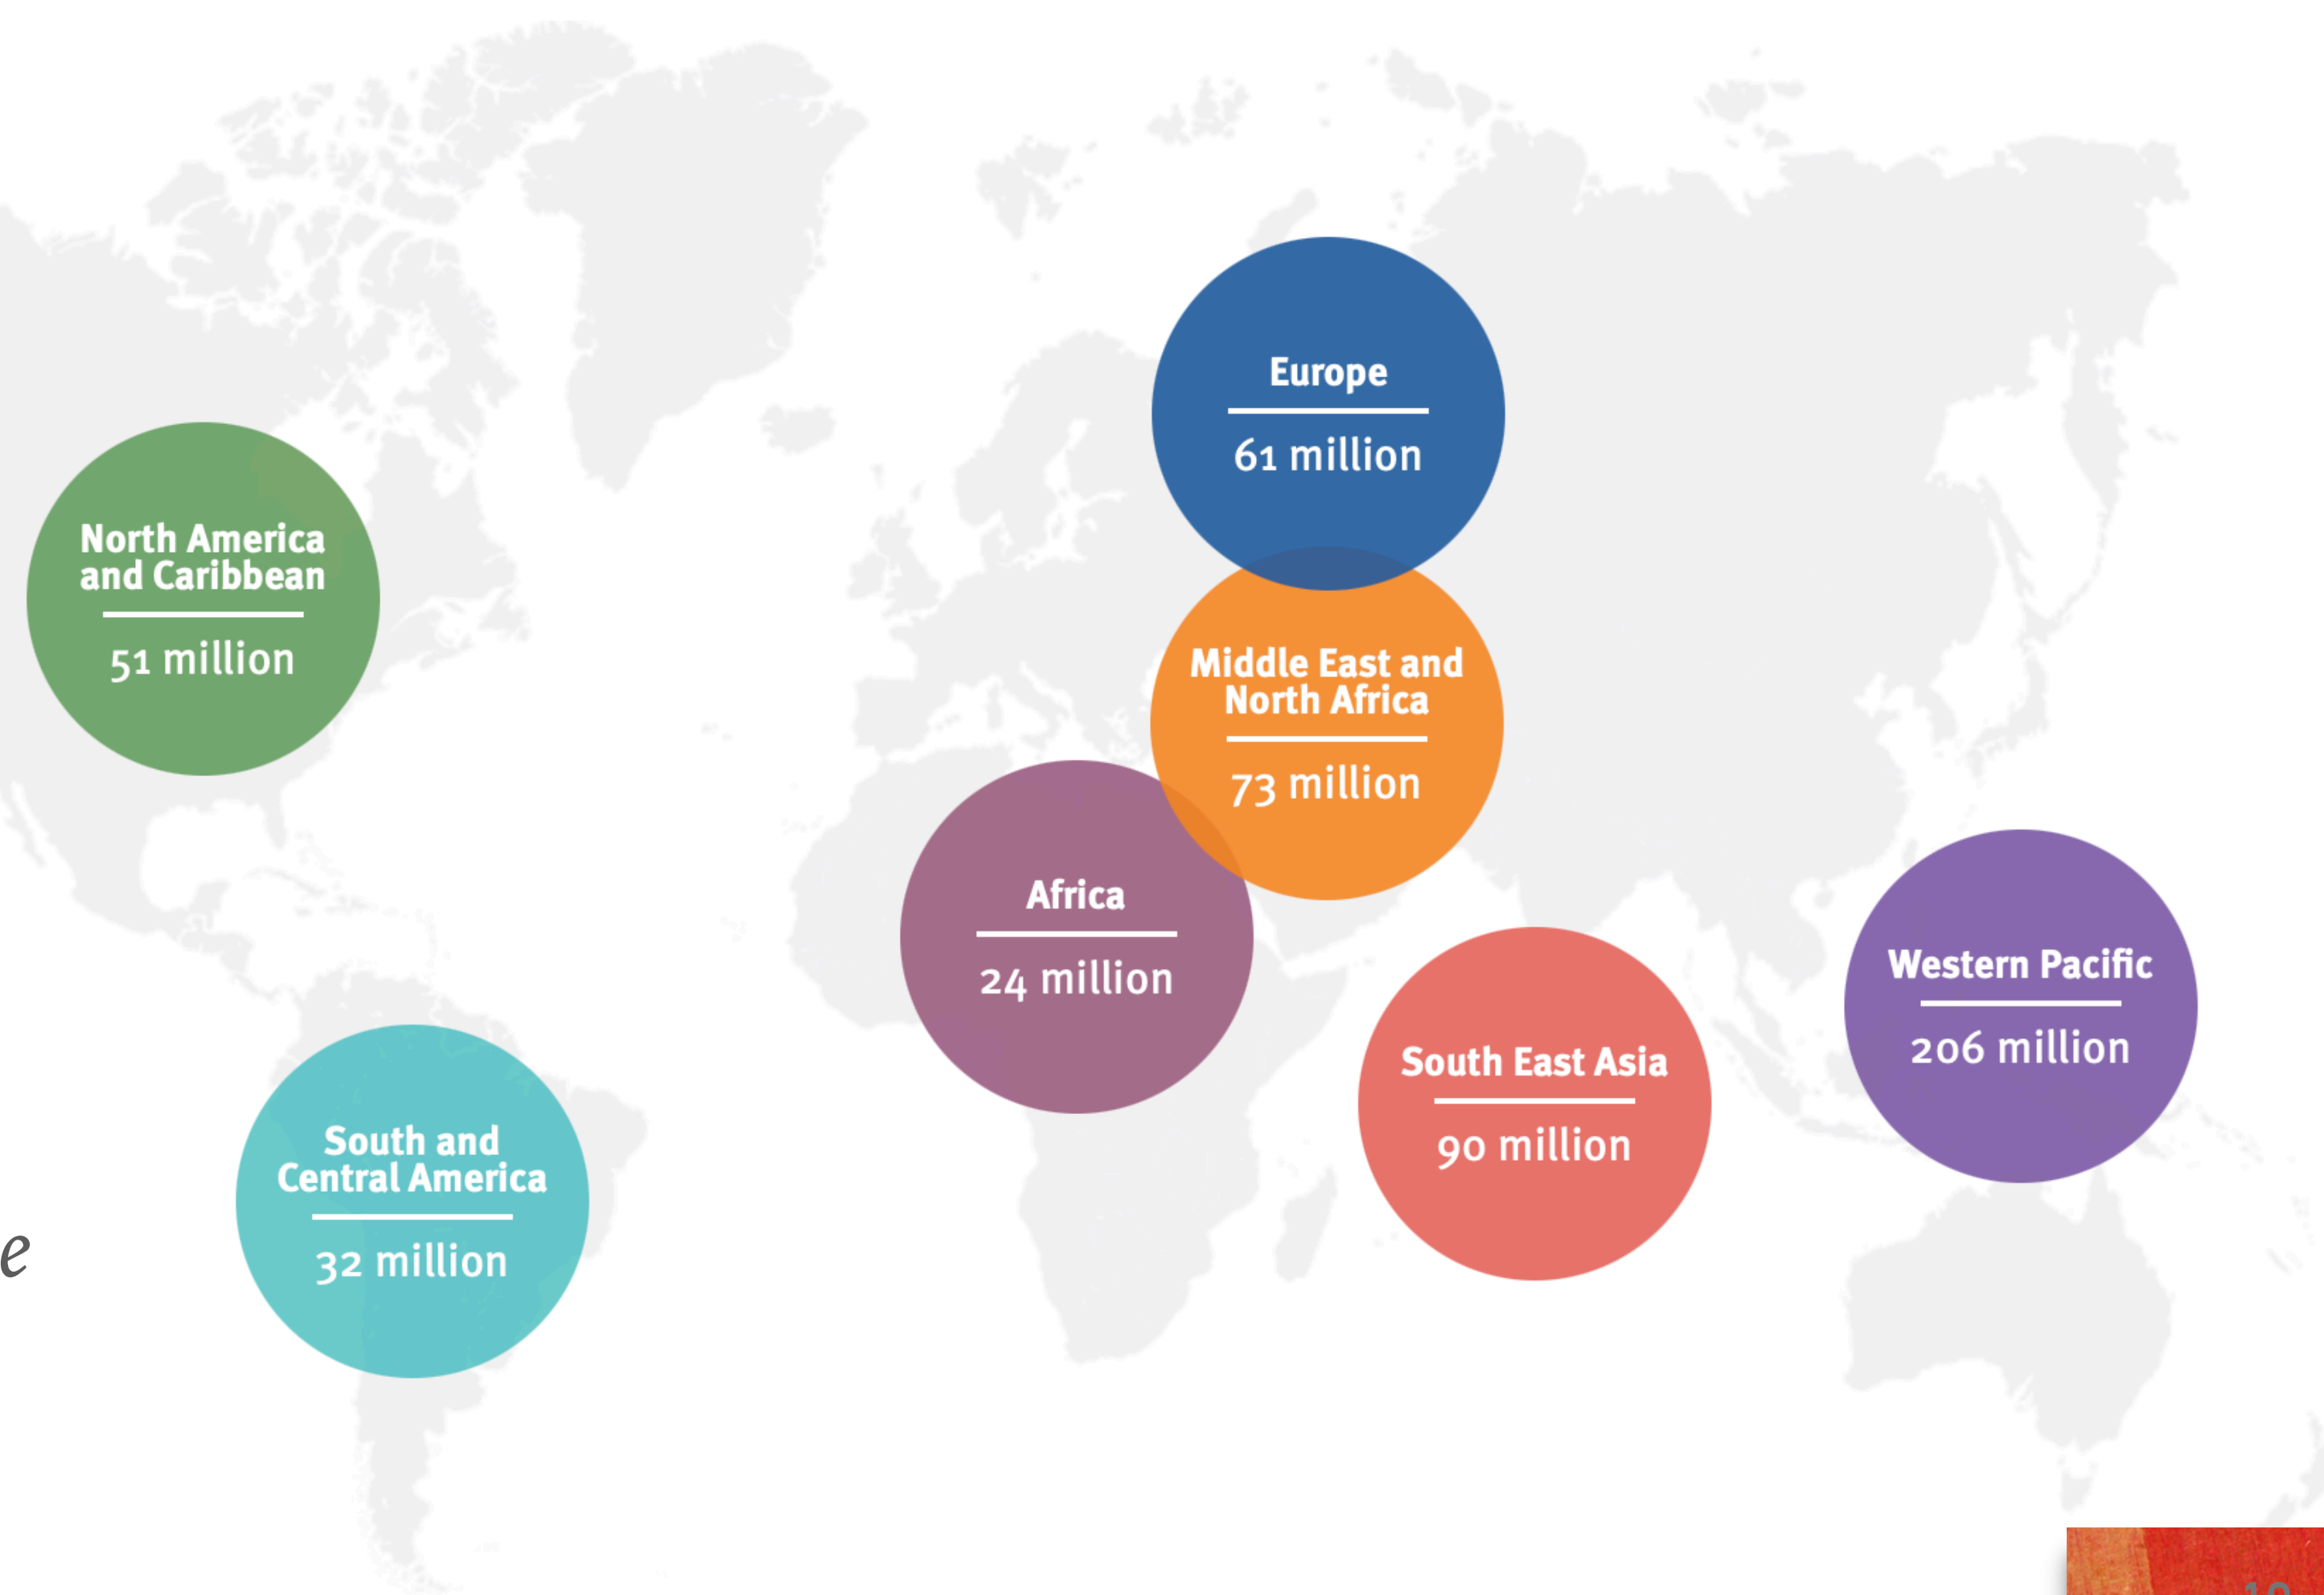 Europe
61 million
North America
and Caribbean
51 million
Middle East and
North Africa
73 million
Africa
24 million
Western Pacific
206 million
South East Asia
90 million
South and
Central America
32 million
e